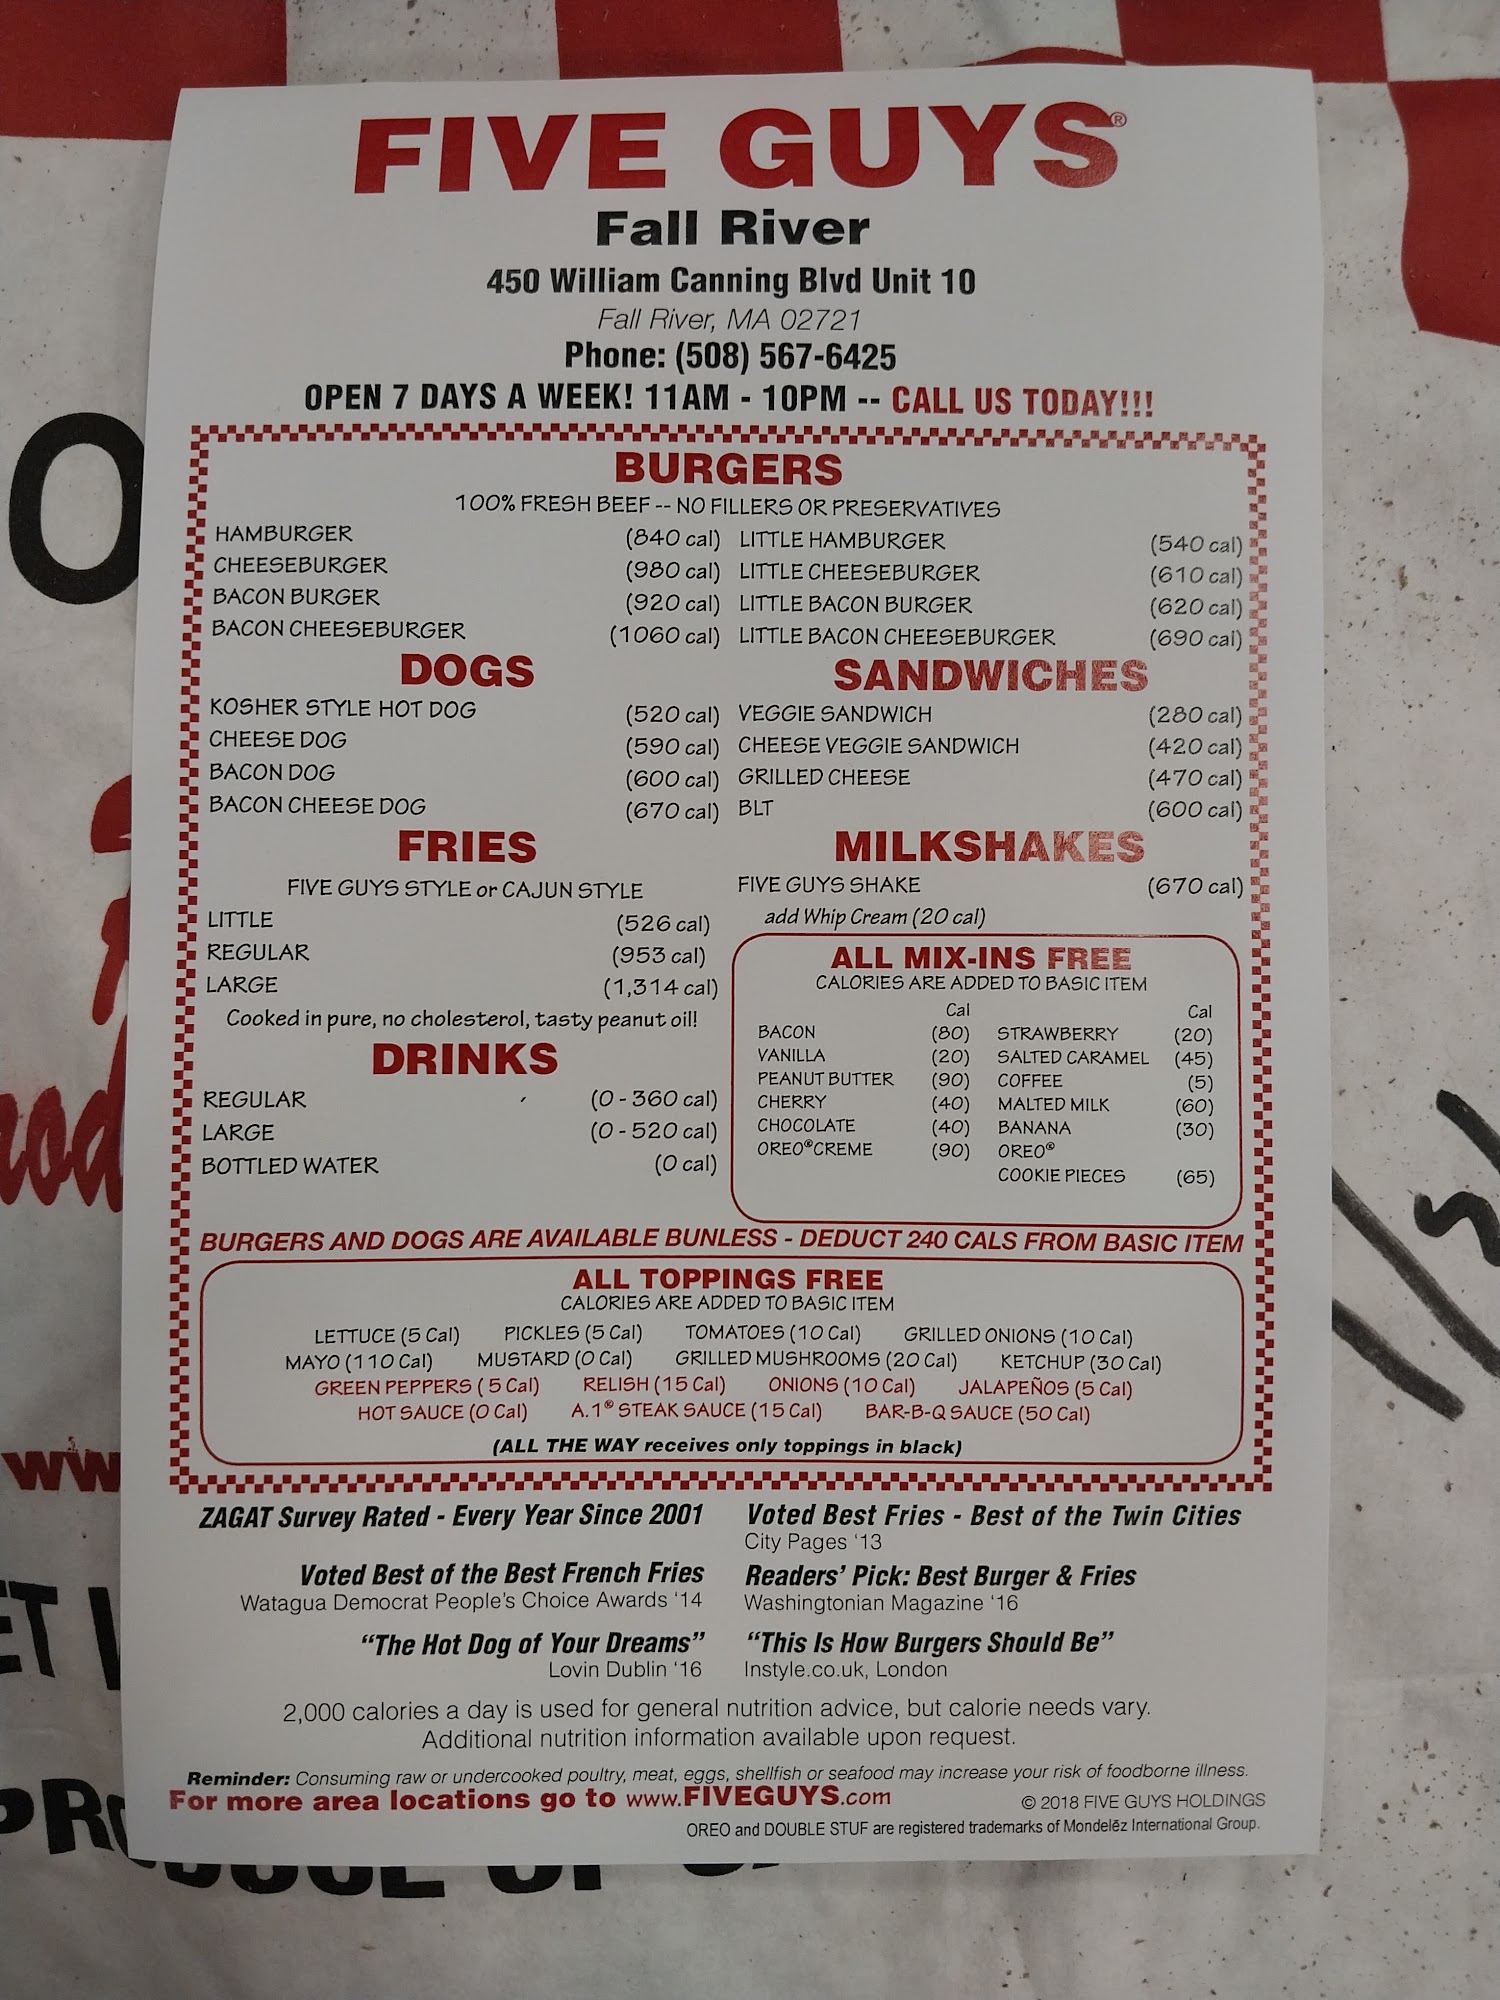 FIVE GUYS®
Fall River
450 William Canning Blvd Unit 10
Fall River, MA 02721
Phone: (508) 567-6425
OPEN 7 DAYS A WEEK! 11AM - 10PM -- CALL US TODAY!!!
BURGERS
100% FRESH BEEF -- NO FILLERS OR PRESERVATIVES
HAMBURGER (840 cal) LITTLE HAMBURGER (540 cal)
CHEESEBURGER (980 cal) LITTLE CHEESEBURGER (610 cal)
BACON BURGER (920 cal) LITTLE BACON BURGER (620 cal)
BACON CHEESEBURGER (1060 cal) LITTLE BACON CHEESEBURGER (690 cal)
DOGS
KOSHER STYLE HOT DOG (520 cal)
CHEESE DOG (590 cal)
BACON DOG (600 cal)
BACON CHEESE DOG (670 cal)
SANDWICHES
VEGGIE SANDWICH (280 cal)
CHEESE VEGGIE SANDWICH (420 cal)
GRILLED CHEESE (470 cal)
BLT (600 cal)
FRIES
FIVE GUYS STYLE or CAJUN STYLE
LITTLE (526 cal)
REGULAR (953 cal)
LARGE (1,314 cal)
Cooked in pure, no cholesterol, tasty peanut oil!
DRINKS
REGULAR (0 - 360 cal)
LARGE (0 - 520 cal)
BOTTLED WATER (0 cal)
MILKSHAKES
FIVE GUYS SHAKE (670 cal)
add Whip Cream (20 cal)
ALL MIX-INS FREE
CALORIES ARE ADDED TO BASIC ITEM
Cal Cal
BACON (80) STRAWBERRY (20)
VANILLA (20) SALTED CARAMEL (45)
PEANUT BUTTER (90) COFFEE (5)
CHERRY (40) MALTED MILK (60)
CHOCOLATE (40) BANANA (30)
OREO®CREME (90) OREO®
COOKIE PIECES (65)
BURGERS AND DOGS ARE AVAILABLE BUNLESS - DEDUCT 240 CALS FROM BASIC ITEM
ALL TOPPINGS FREE
CALORIES ARE ADDED TO BASIC ITEM
LETTUCE (5 Cal) PICKLES (5 Cal) TOMATOES (10 Cal) GRILLED ONIONS (10 Cal)
MAYO (110 Cal) MUSTARD (0 Cal) GRILLED MUSHROOMS (20 Cal) KETCHUP (30 Cal)
GREEN PEPPERS ( 5 Cal) RELISH (15 Cal) ONIONS (10 Cal) JALAPEÑOS (5 Cal)
HOT SAUCE (0 Cal) A.1® STEAK SAUCE (15 Cal) BAR-B-Q SAUCE (50 Cal)
(ALL THE WAY receives only toppings in black)
ZAGAT Survey Rated - Every Year Since 2001
Voted Best Fries - Best of the Twin Cities
City Pages '13
Voted Best of the Best French Fries
Watagua Democrat People's Choice Awards '14
Readers' Pick: Best Burger & Fries
Washingtonian Magazine '16
"The Hot Dog of Your Dreams"
Lovin Dublin '16
"This Is How Burgers Should Be"
Instyle.co.uk, London
2,000 calories a day is used for general nutrition advice, but calorie needs vary.
Additional nutrition information available upon request.
Reminder: Consuming raw or undercooked poultry, meat, eggs, shellfish or seafood may increase your risk of foodborne illness.
For more area locations go to www.FIVEGUYS.com
© 2018 FIVE GUYS HOLDINGS
OREO and DOUBLE STUF are registered trademarks of Mondelēz International Group.